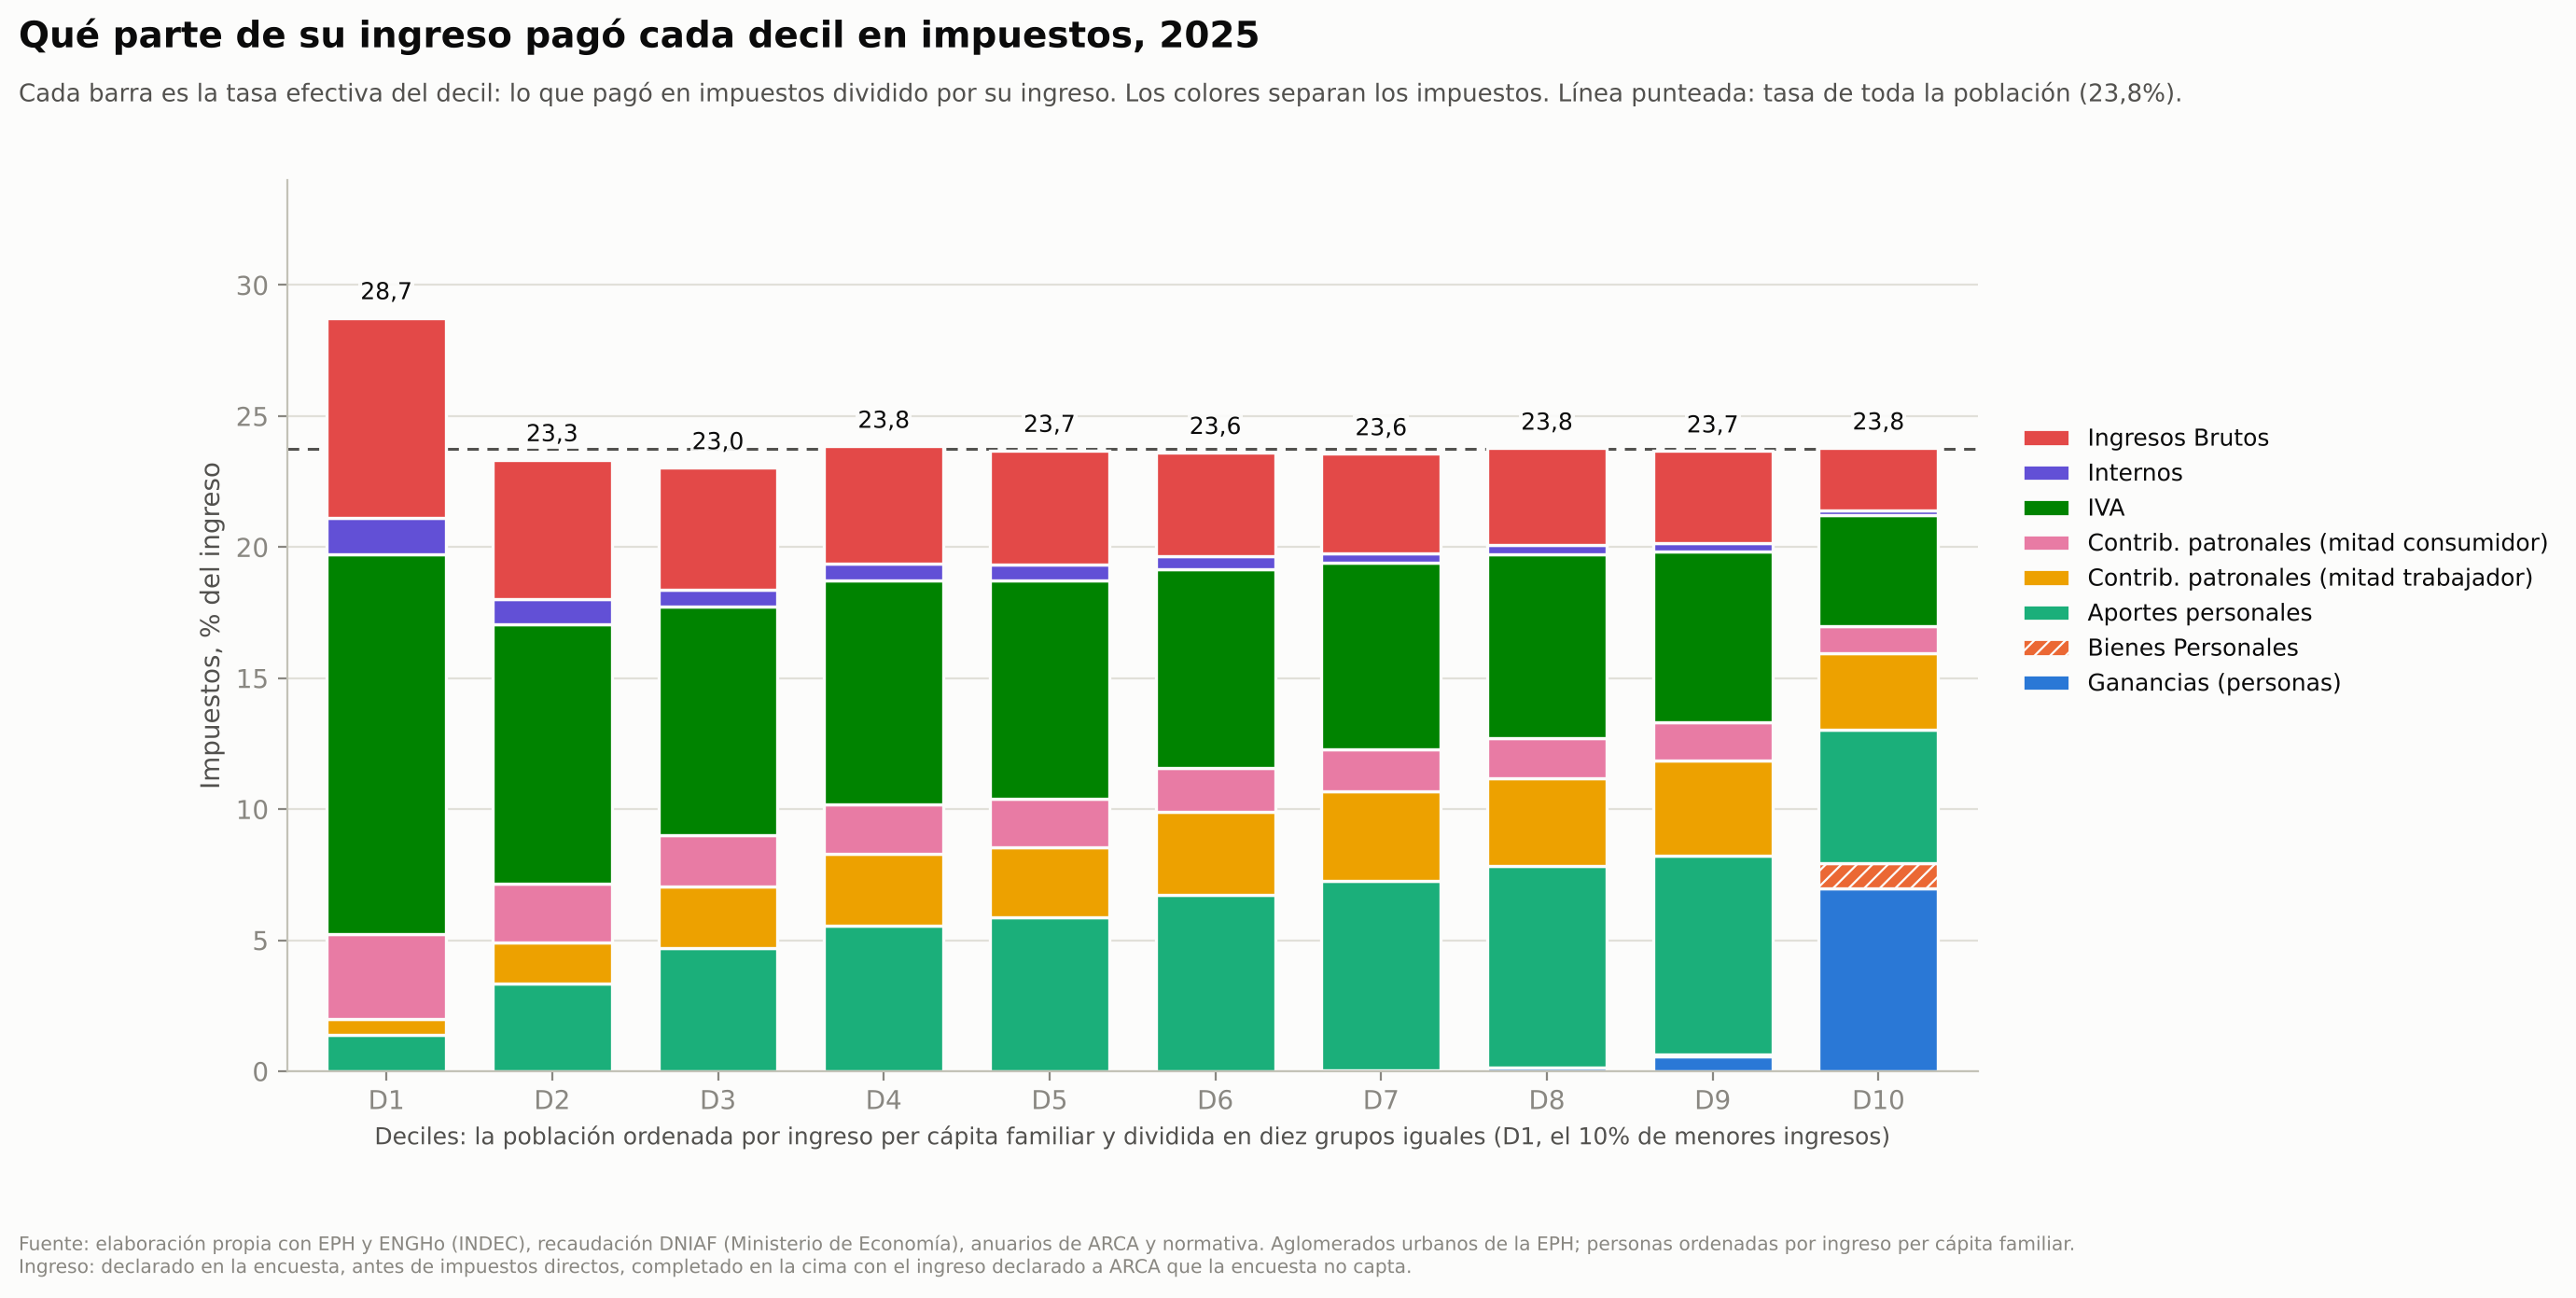 Qué parte de su ingreso pagó cada decil en impuestos, 2025
Cada barra es la tasa efectiva del decil: lo que pagó en impuestos dividido por su ingreso. Los colores separan los impuestos. Línea punteada: tasa de toda la población (23,8%).
Impuestos, % del ingreso
30
25
20
15
10
5
0
28,7
23,3
23,0
23,8
23,7
23,6
23,6
23,8
23,7
23,8
Ingresos Brutos
Internos
IVA
Contrib. patronales (mitad consumidor)
Contrib. patronales (mitad trabajador)
Aportes personales
Bienes Personales
Ganancias (personas)
D1 D2 D3 D4 D5 D6 D7 D8 D9 D10
Deciles: la población ordenada por ingreso per cápita familiar y dividida en diez grupos iguales (D1, el 10% de menores ingresos)
Fuente: elaboración propia con EPH y ENGHo (INDEC), recaudación DNIAF (Ministerio de Economía), anuarios de ARCA y normativa. Aglomerados urbanos de la EPH; personas ordenadas por ingreso per cápita familiar.
Ingreso: declarado en la encuesta, antes de impuestos directos, completado en la cima con el ingreso declarado a ARCA que la encuesta no capta.